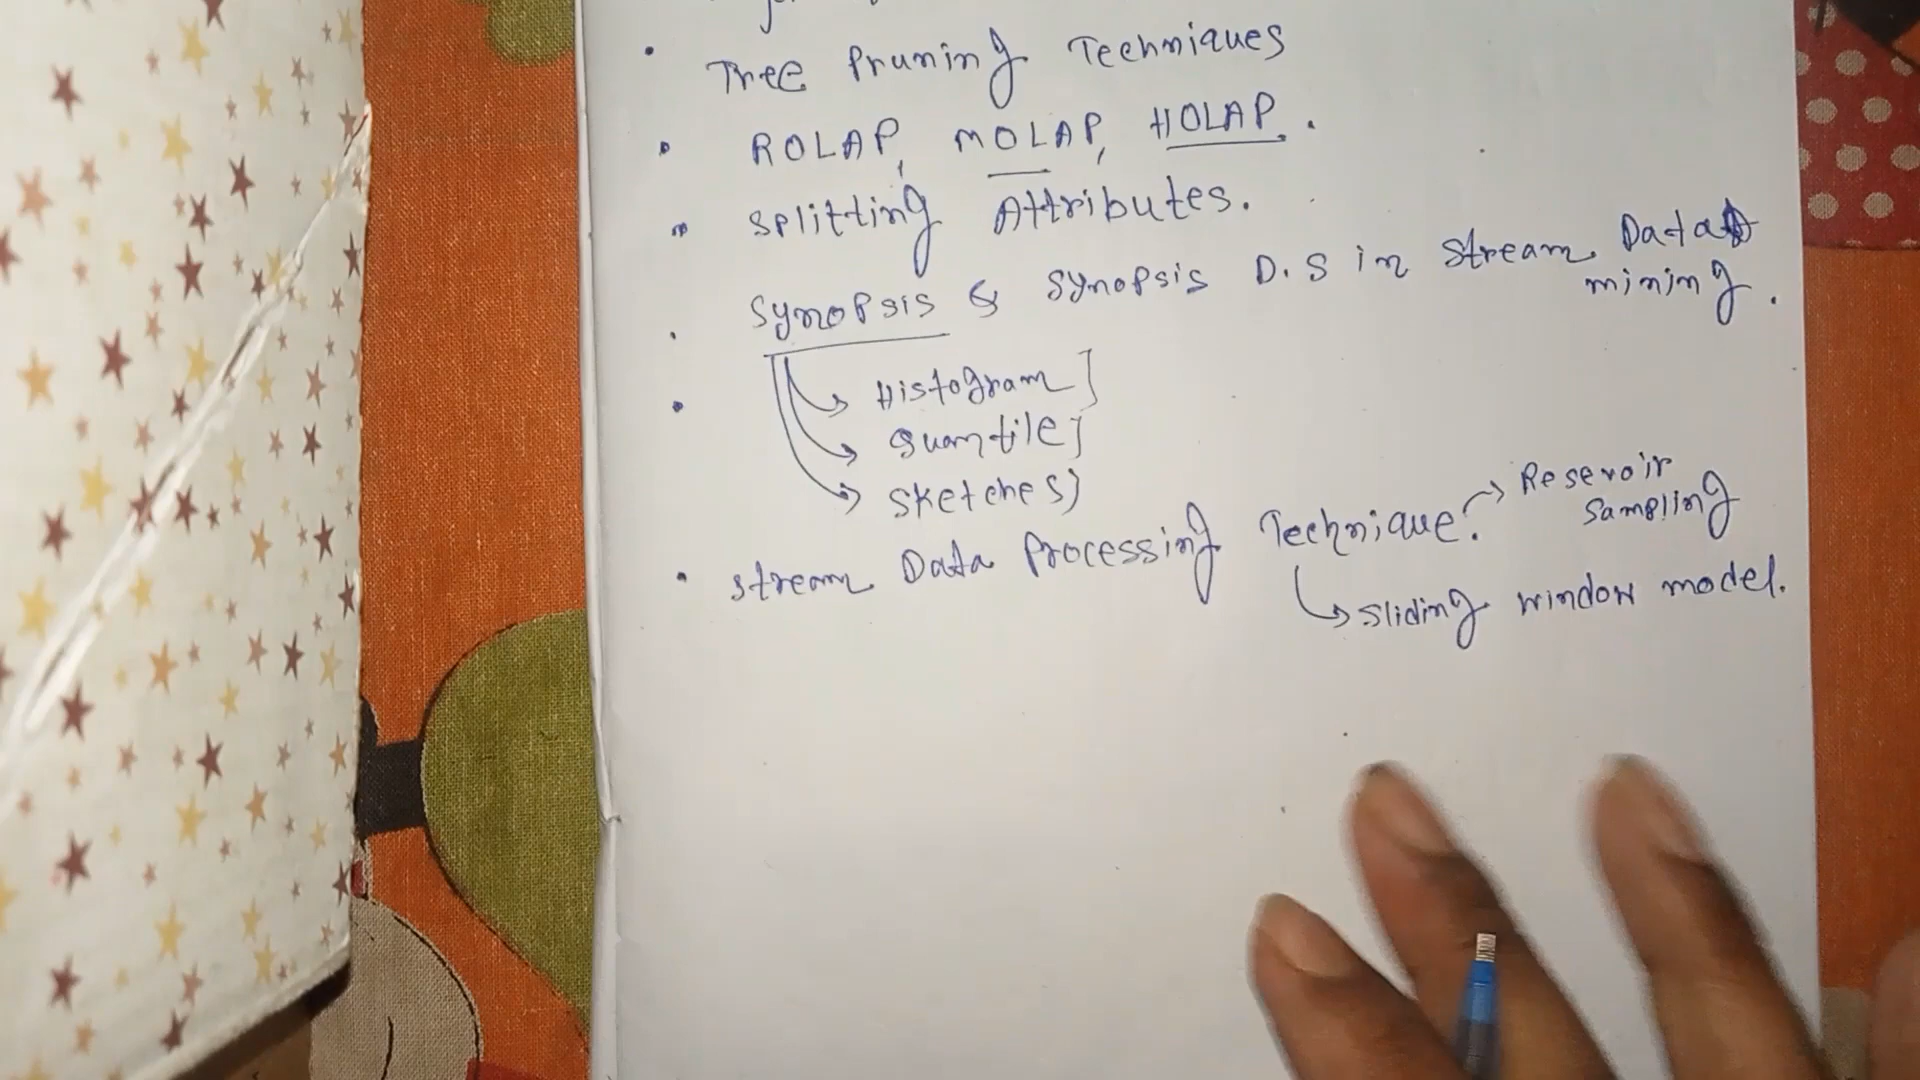 Tree Pruning Techniques
ROLAP, MOLAP, HOLAP.
Splitting Attributes.
Synopsis & Synopsis D.S in Stream Data
mining.
Histogram]
Quantile]
Sketches)
Stream Data Processing Technique.
Reservoir
Sampling
Sliding window model.